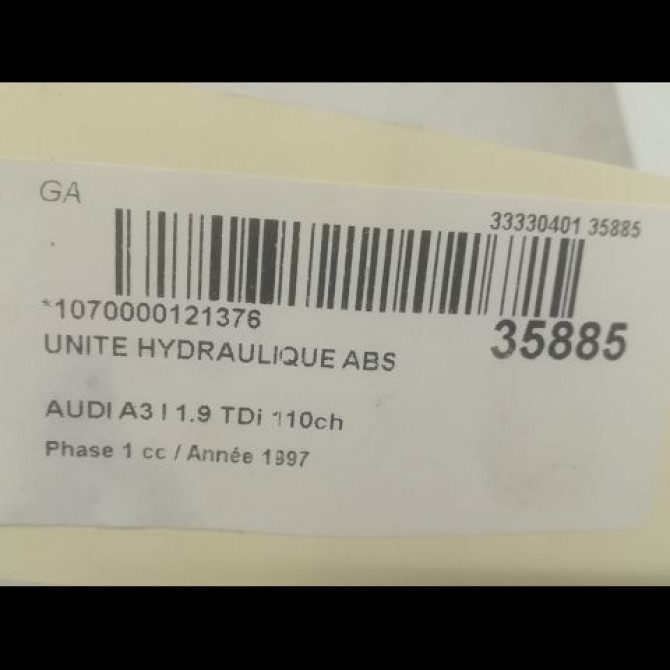 GA
33330401 35885
*1070000121376
35885
UNITE HYDRAULIQUE ABS
AUDI A3 I 1.9 TDi 110ch
Phase 1 cc / Année 1997